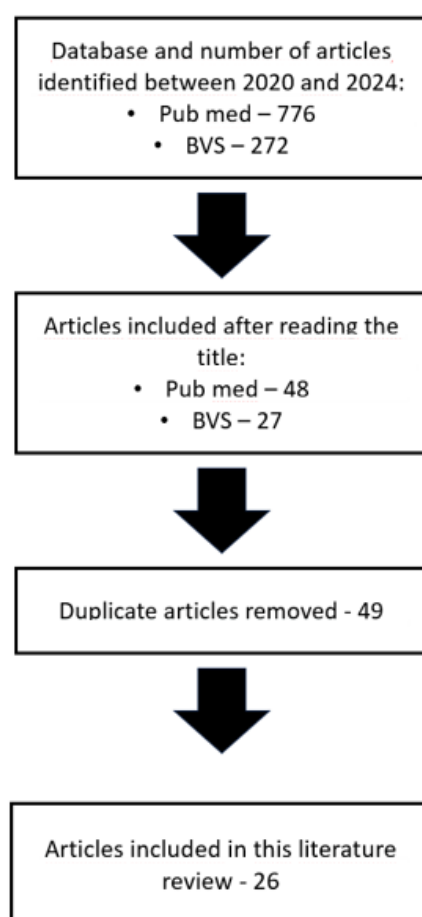 Database and number of articles
identified between 2020 and 2024:
• Pub med – 776
• BVS – 272
Articles included after reading the
title:
• Pub med – 48
• BVS – 27
Duplicate articles removed - 49
Articles included in this literature
review - 26